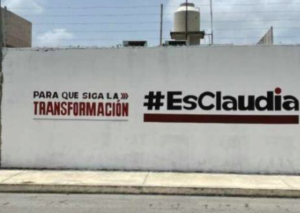 PARA QUE SIGA LA »
TRANSFORMACIÓN
#EsClaudia